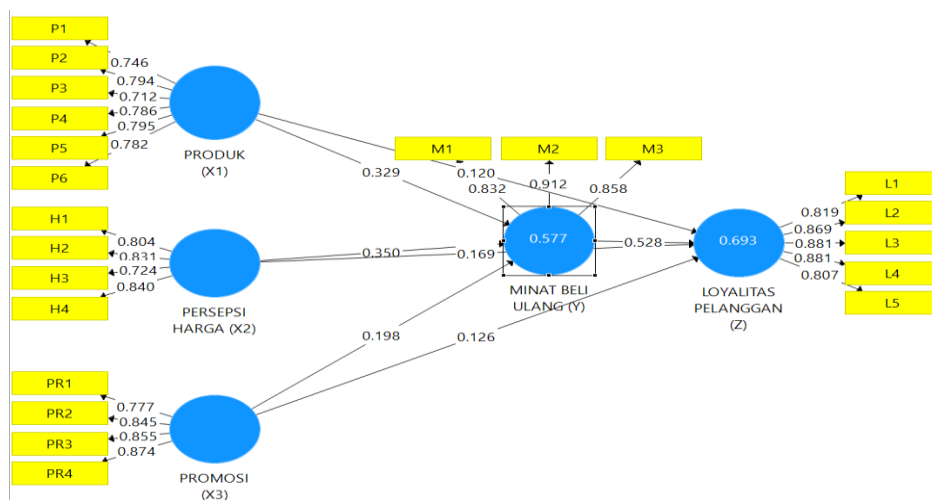 P1
P2
P3
P4
P5
P6
0.746
0.794
0.712
0.786
0.795
0.782
PRODUK
(X1)
H1
H2
H3
H4
0.804
0.831
0.724
0.840
PERSEPSI
HARGA (X2)
PR1
PR2
PR3
PR4
0.777
0.845
0.855
0.874
PROMOSI
(X3)
0.329
0.120
0.350
0.169
0.198
0.126
M1
M2
M3
0.832
0.912
0.858
0.577
MINAT BELI
ULANG (Y)
0.528
0.693
LOYALITAS
PELANGGAN
(Z)
0.819
0.869
0.881
0.881
0.807
L1
L2
L3
L4
L5